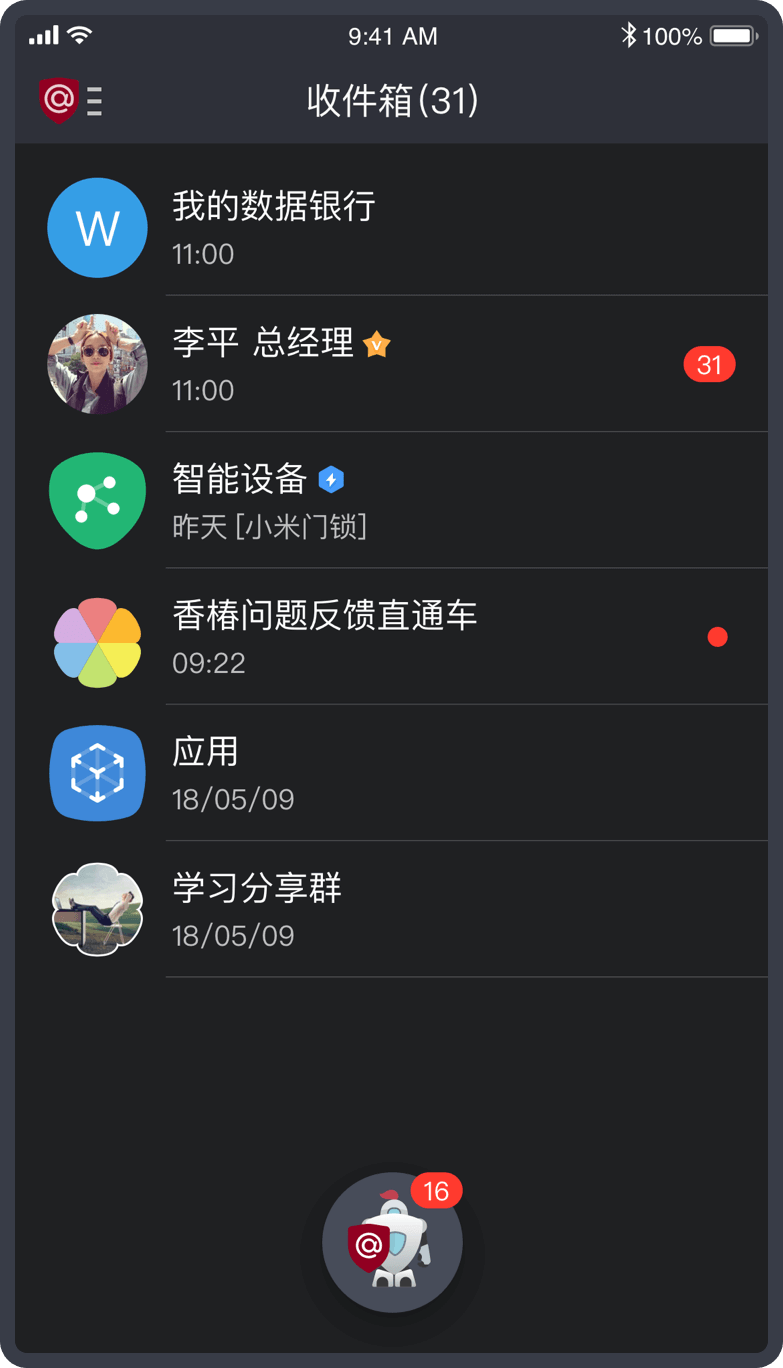 9:41 AM
100%
@
收件箱(31)
W
我的数据银行
11:00
李平 总经理
V
11:00
31
智能设备
昨天 [小米门锁]
香椿问题反馈直通车
09:22
应用
18/05/09
学习分享群
18/05/09
16
@